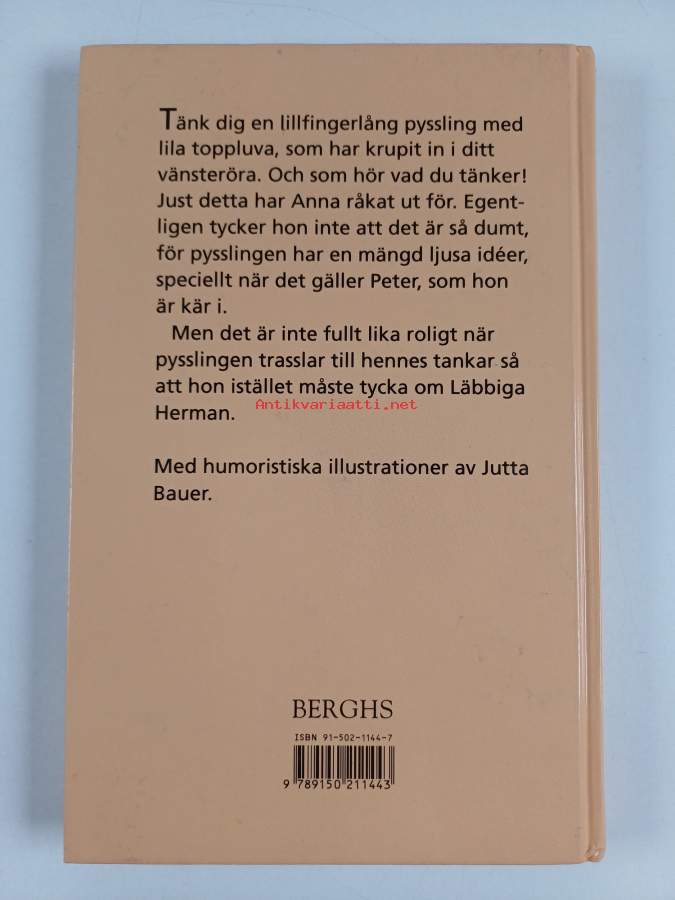 Tänk dig en lillfingerlång pyssling med
lila toppluva, som har krupit in i ditt
vänsteröra. Och som hör vad du tänker!
Just detta har Anna råkat ut för. Egent-
ligen tycker hon inte att det är så dumt,
för pysslingen har en mängd ljusa idéer,
speciellt när det gäller Peter, som hon
är kär i.
Men det är inte fullt lika roligt när
pysslingen trasslar till hennes tankar så
att hon istället måste tycka om Läbbiga
Herman.
Antikvariaatti.net
Med humoristiska illustrationer av Jutta
Bauer.
BERGHS
ISBN 91-502-1144-7
9 789150 211443